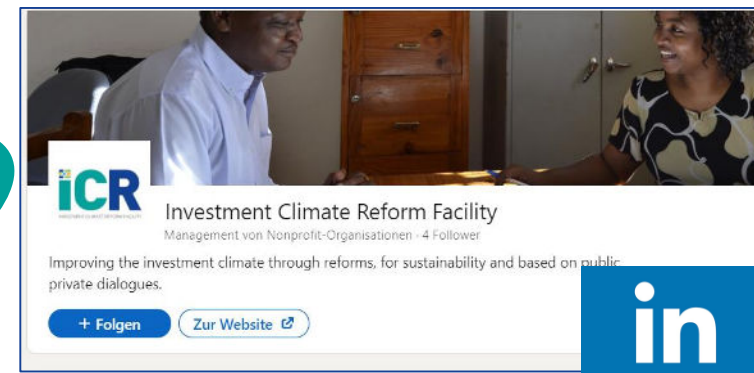 iCR
INVESTMENT CLIMATE REFORM FACILITY
Investment Climate Reform Facility
Management von Nonprofit-Organisationen · 4 Follower
Improving the investment climate through reforms, for sustainability and based on public
private dialogues.
+ Folgen
Zur Website
in